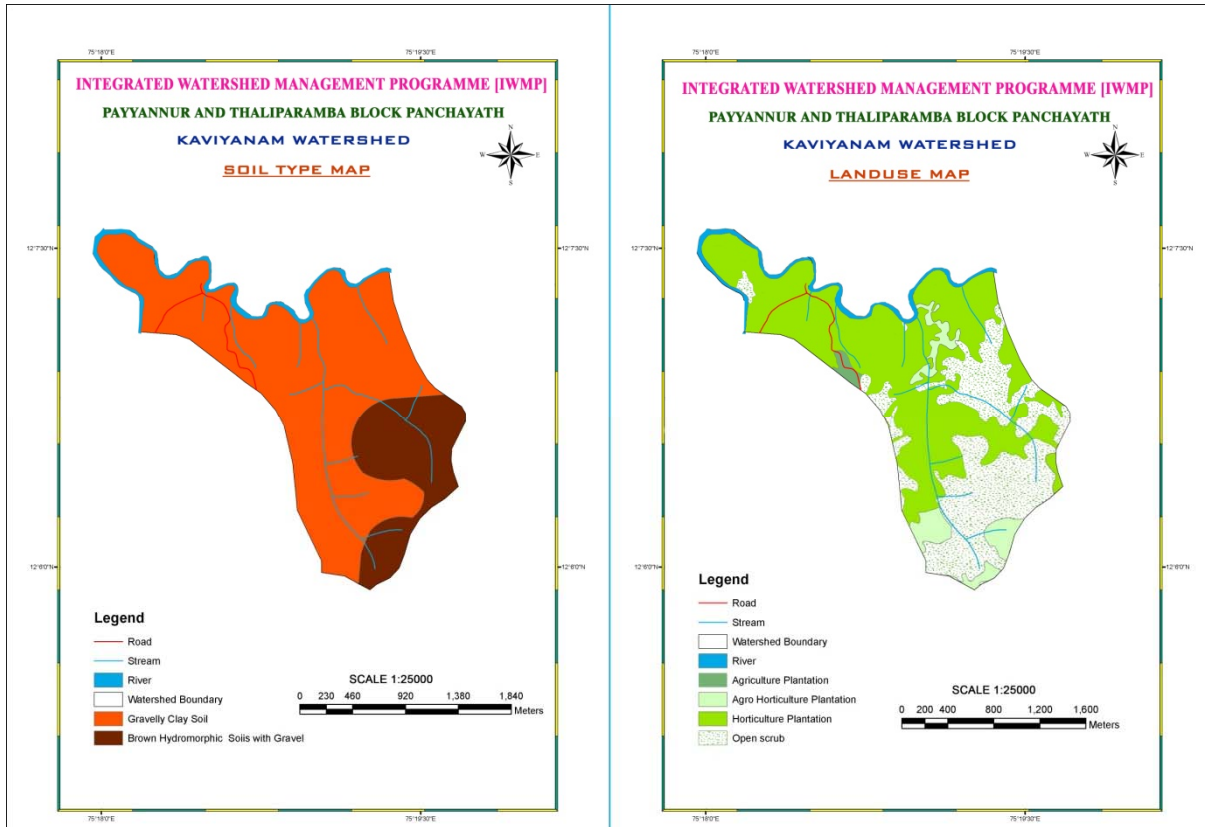 75°18'0"E
75°19'30"E
INTEGRATED WATERSHED MANAGEMENT PROGRAMME [IWMP]
PAYYANNUR AND THALIPARAMBA BLOCK PANCHAYATH
KAVIYANAM WATERSHED
SOIL TYPE MAP
N
W
E
S
12°7'30"N
12°7'30"N
12°6'0"N
12°6'0"N
Legend
Road
Stream
River
Watershed Boundary
Gravelly Clay Soil
Brown Hydromorphic Soils with Gravel
SCALE 1:25000
0 230 460 920 1,380 1,840
Meters
75°18'0"E
75°19'30"E
75°18'0"E
75°19'30"E
INTEGRATED WATERSHED MANAGEMENT PROGRAMME [IWMP]
PAYYANNUR AND THALIPARAMBA BLOCK PANCHAYATH
KAVIYANAM WATERSHED
LANDUSE MAP
N
W
E
S
12°7'30"N
12°7'30"N
12°6'0"N
12°6'0"N
Legend
Road
Stream
Watershed Boundary
River
Agriculture Plantation
Agro Horticulture Plantation
Horticulture Plantation
Open scrub
SCALE 1:25000
0 200 400 800 1,200 1,600
Meters
75°18'0"E
75°19'30"E